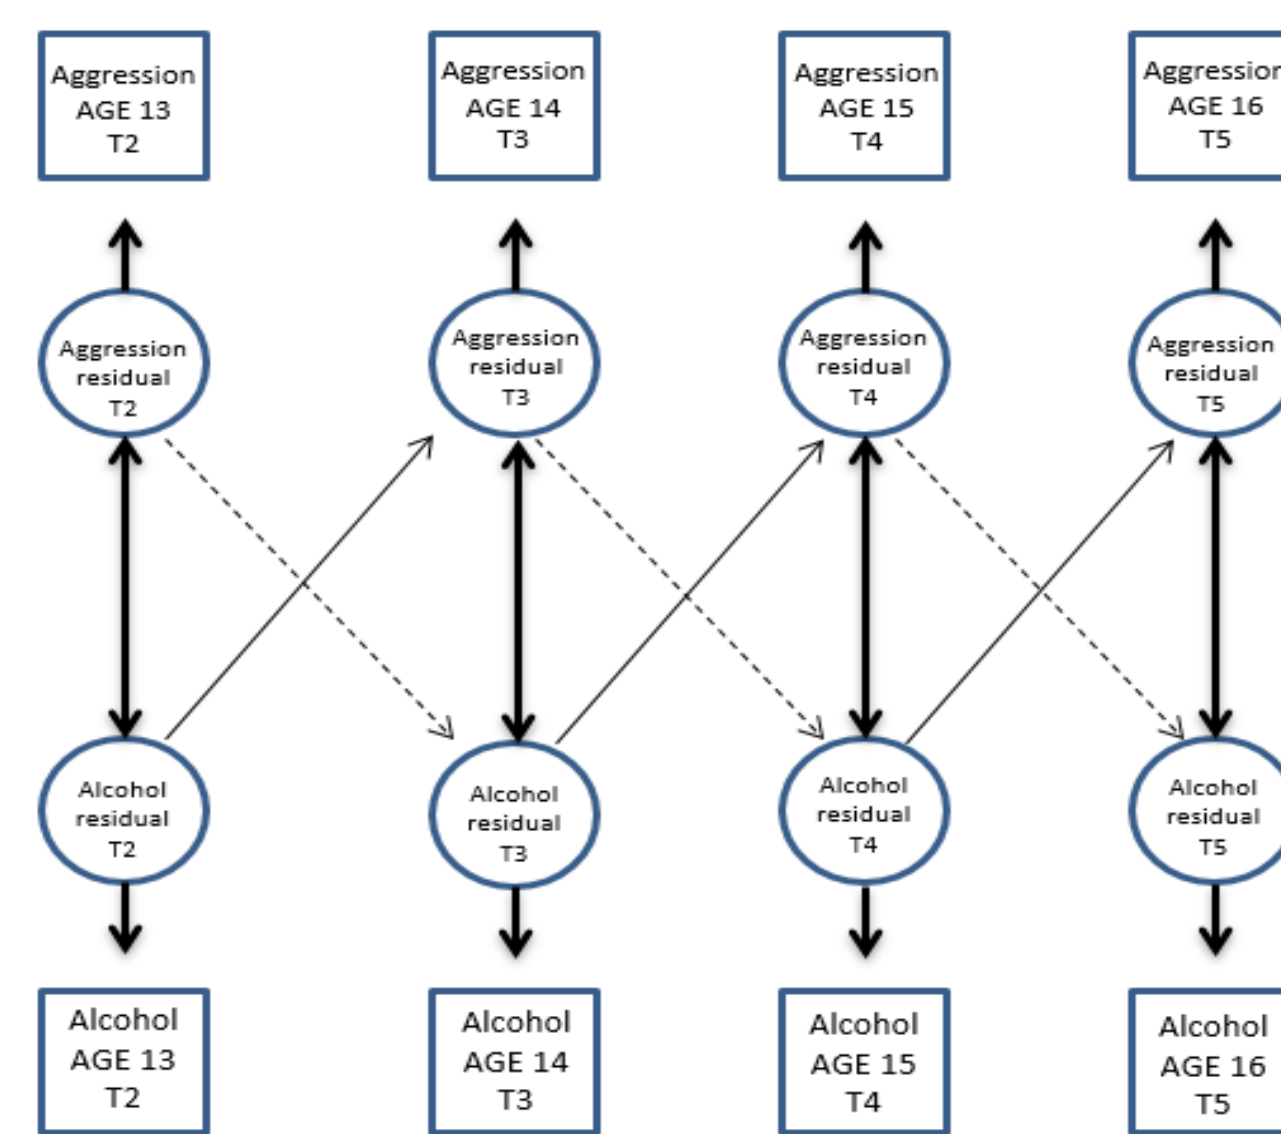 Aggression
AGE 13
T2
Aggression
AGE 14
T3
Aggression
AGE 15
T4
Aggression
AGE 16
T5
Aggression
residual
T2
Aggression
residual
T3
Aggression
residual
T4
Aggression
residual
T5
Alcohol
residual
T2
Alcohol
residual
T3
Alcohol
residual
T4
Alcohol
residual
T5
Alcohol
AGE 13
T2
Alcohol
AGE 14
T3
Alcohol
AGE 15
T4
Alcohol
AGE 16
T5